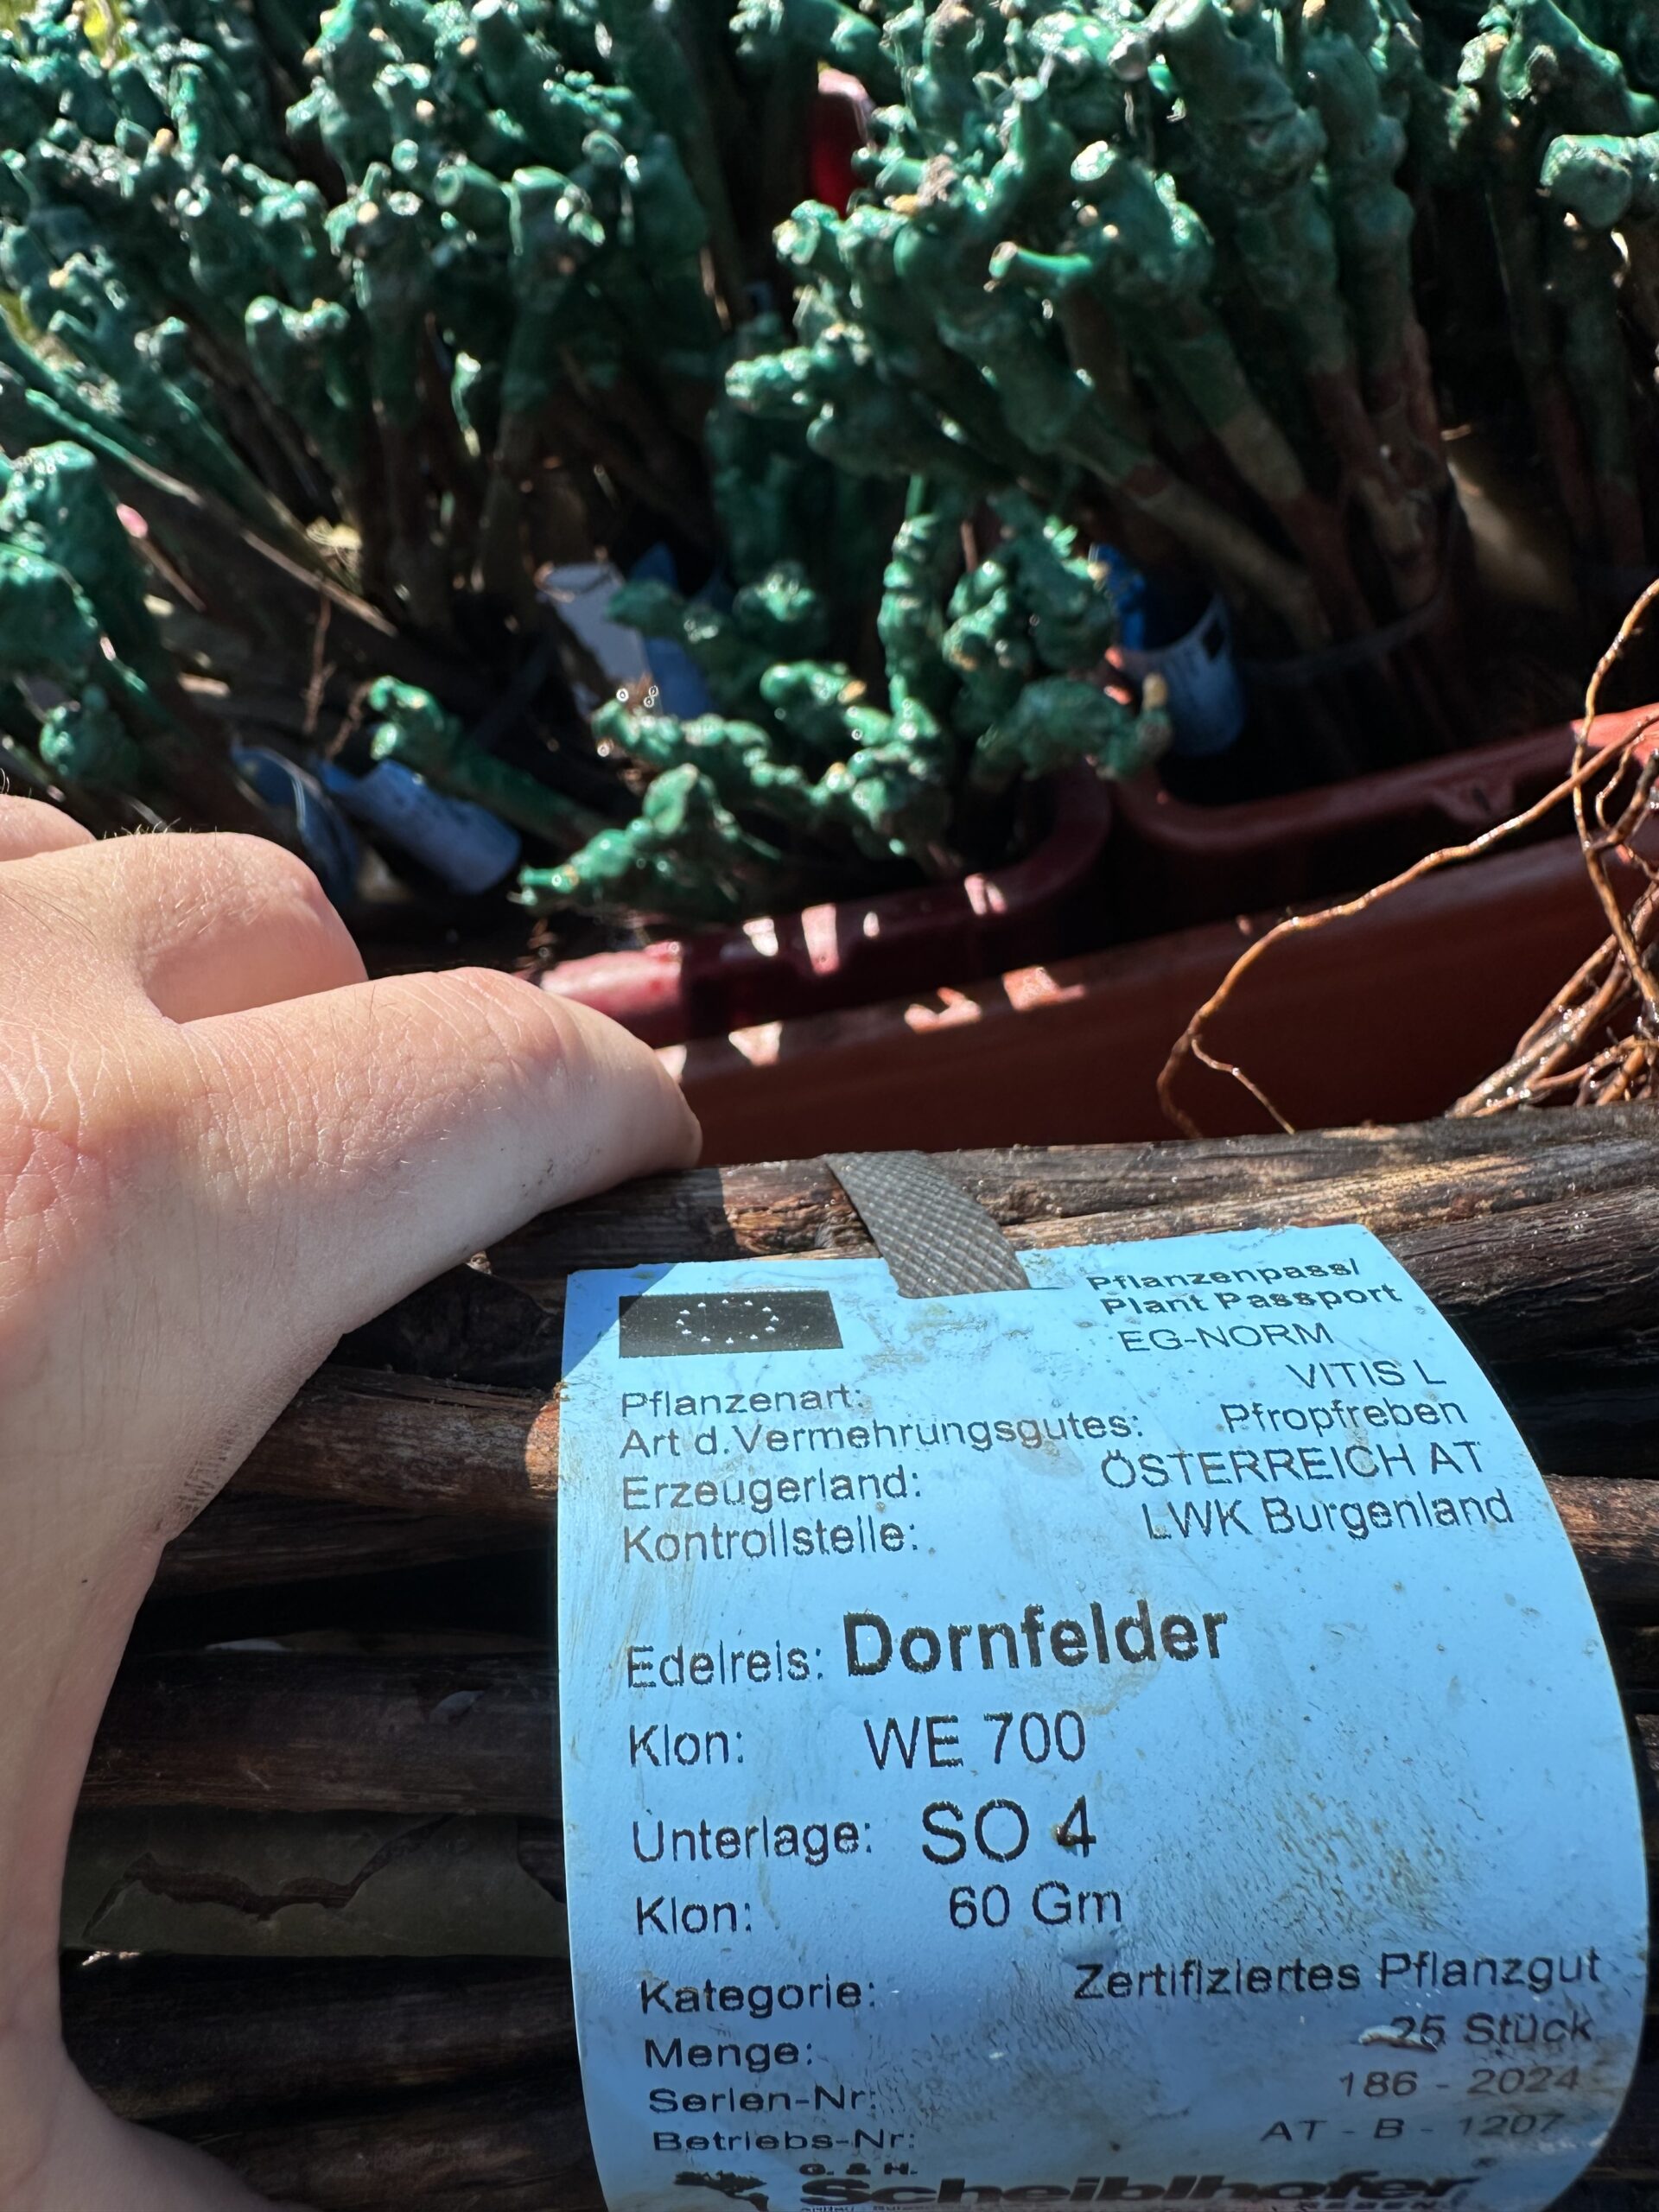 Pflanzenpass/
Plant Passport
EG-NORM
Pflanzenart: VITIS L
Art d.Vermehrungsgutes: Pfropfreben
Erzeugerland: ÖSTERREICH AT
Kontrollstelle: LWK Burgenland
Edelreis: Dornfelder
Klon: WE 700
Unterlage: SO 4
Klon: 60 Gm
Kategorie: Zertifiziertes Pflanzgut
Menge: 25 Stück
Serien-Nr: 186 - 2024
Betriebs-Nr: AT - B - 1207
G. & H.
Scheiblhofer